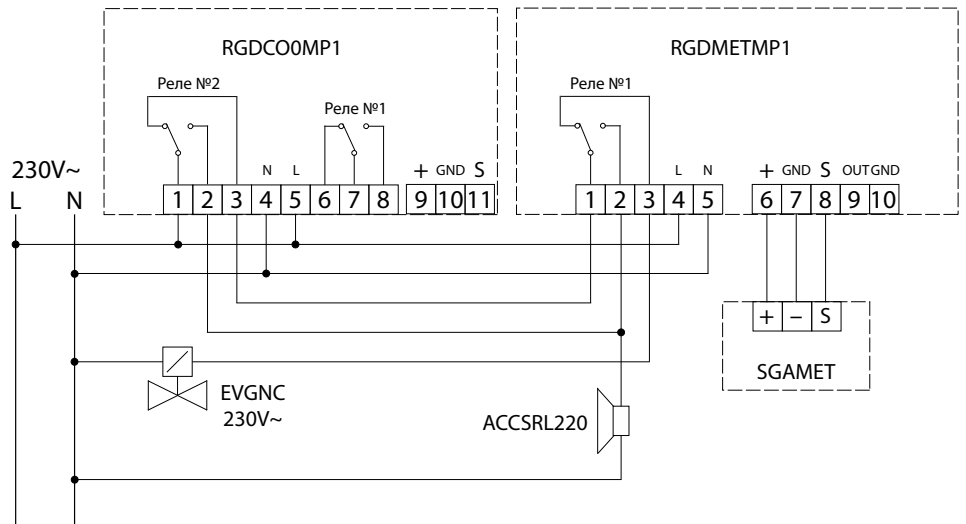 RGDCO0MP1
RGDMETMP1
Реле №2
Реле №1
Реле №1
230V~
L
N
N L
+ GND S
L N
+ GND S OUT GND
1 2 3 4 5 6 7 8 9 10 11
1 2 3 4 5 6 7 8 9 10
+ – S
SGAMET
EVGNC
230V~
ACCSRL220